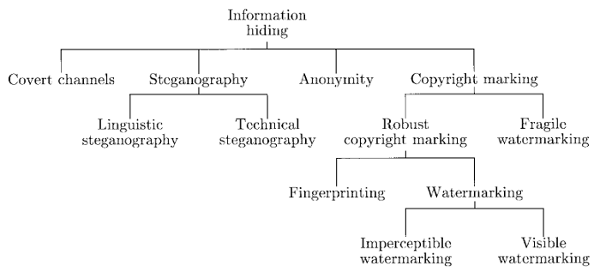 Information
hiding
Covert channels
Steganography
Anonymity
Copyright marking
Linguistic
steganography
Technical
steganography
Robust
copyright marking
Fragile
watermarking
Fingerprinting
Watermarking
Imperceptible
watermarking
Visible
watermarking